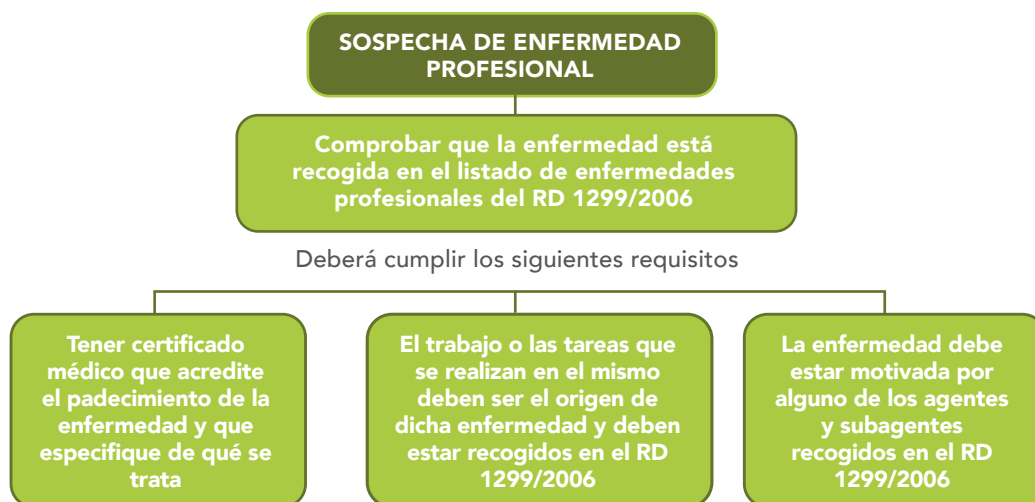 SOSPECHA DE ENFERMEDAD
PROFESIONAL
Comprobar que la enfermedad está
recogida en el listado de enfermedades
profesionales del RD 1299/2006
Deberá cumplir los siguientes requisitos
Tener certificado
médico que acredite
el padecimiento de la
enfermedad y que
especifique de qué se
trata
El trabajo o las tareas que
se realizan en el mismo
deben ser el origen de
dicha enfermedad y deben
estar recogidos en el RD
1299/2006
La enfermedad debe
estar motivada por
alguno de los agentes
y subagentes
recogidos en el RD
1299/2006